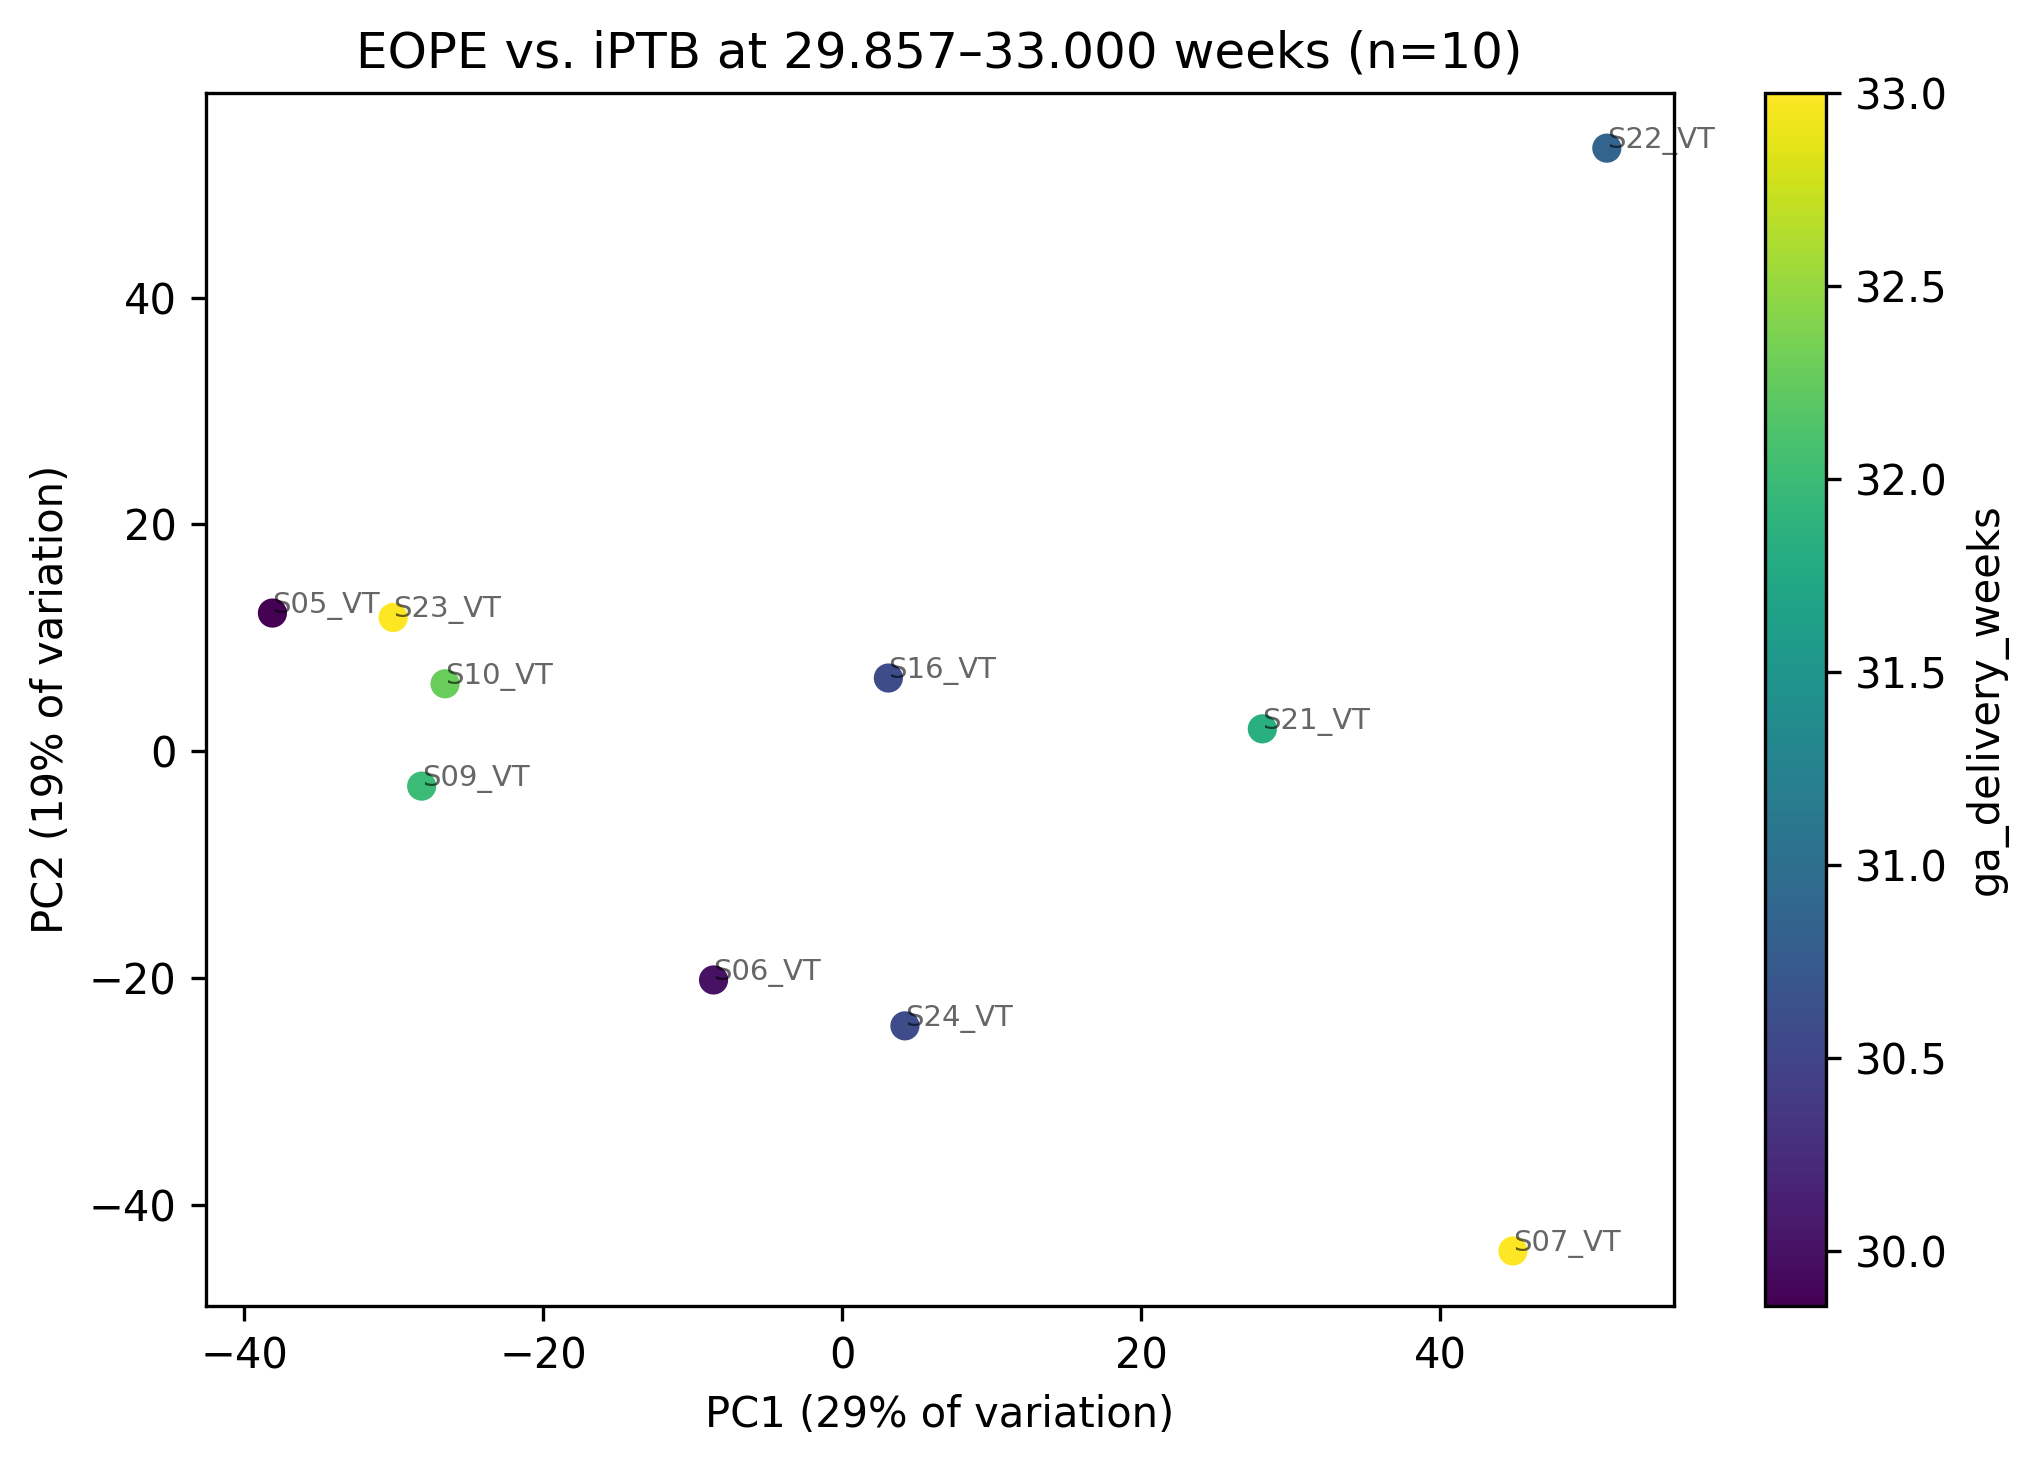 EOPE vs. iPTB at 29.857–33.000 weeks (n=10)
S22_VT
S05_VT
S23_VT
S10_VT
S16_VT
S21_VT
S09_VT
S06_VT
S24_VT
S07_VT
40
20
0
−20
−40
PC2 (19% of variation)
−40
−20
0
20
40
PC1 (29% of variation)
33.0
32.5
32.0
31.5
31.0
30.5
30.0
ga_delivery_weeks